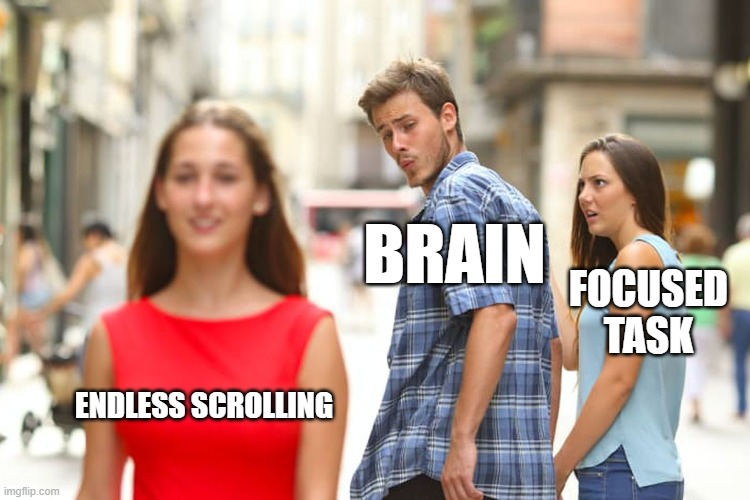 BRAIN
FOCUSED
TASK
ENDLESS SCROLLING
imgflip.com